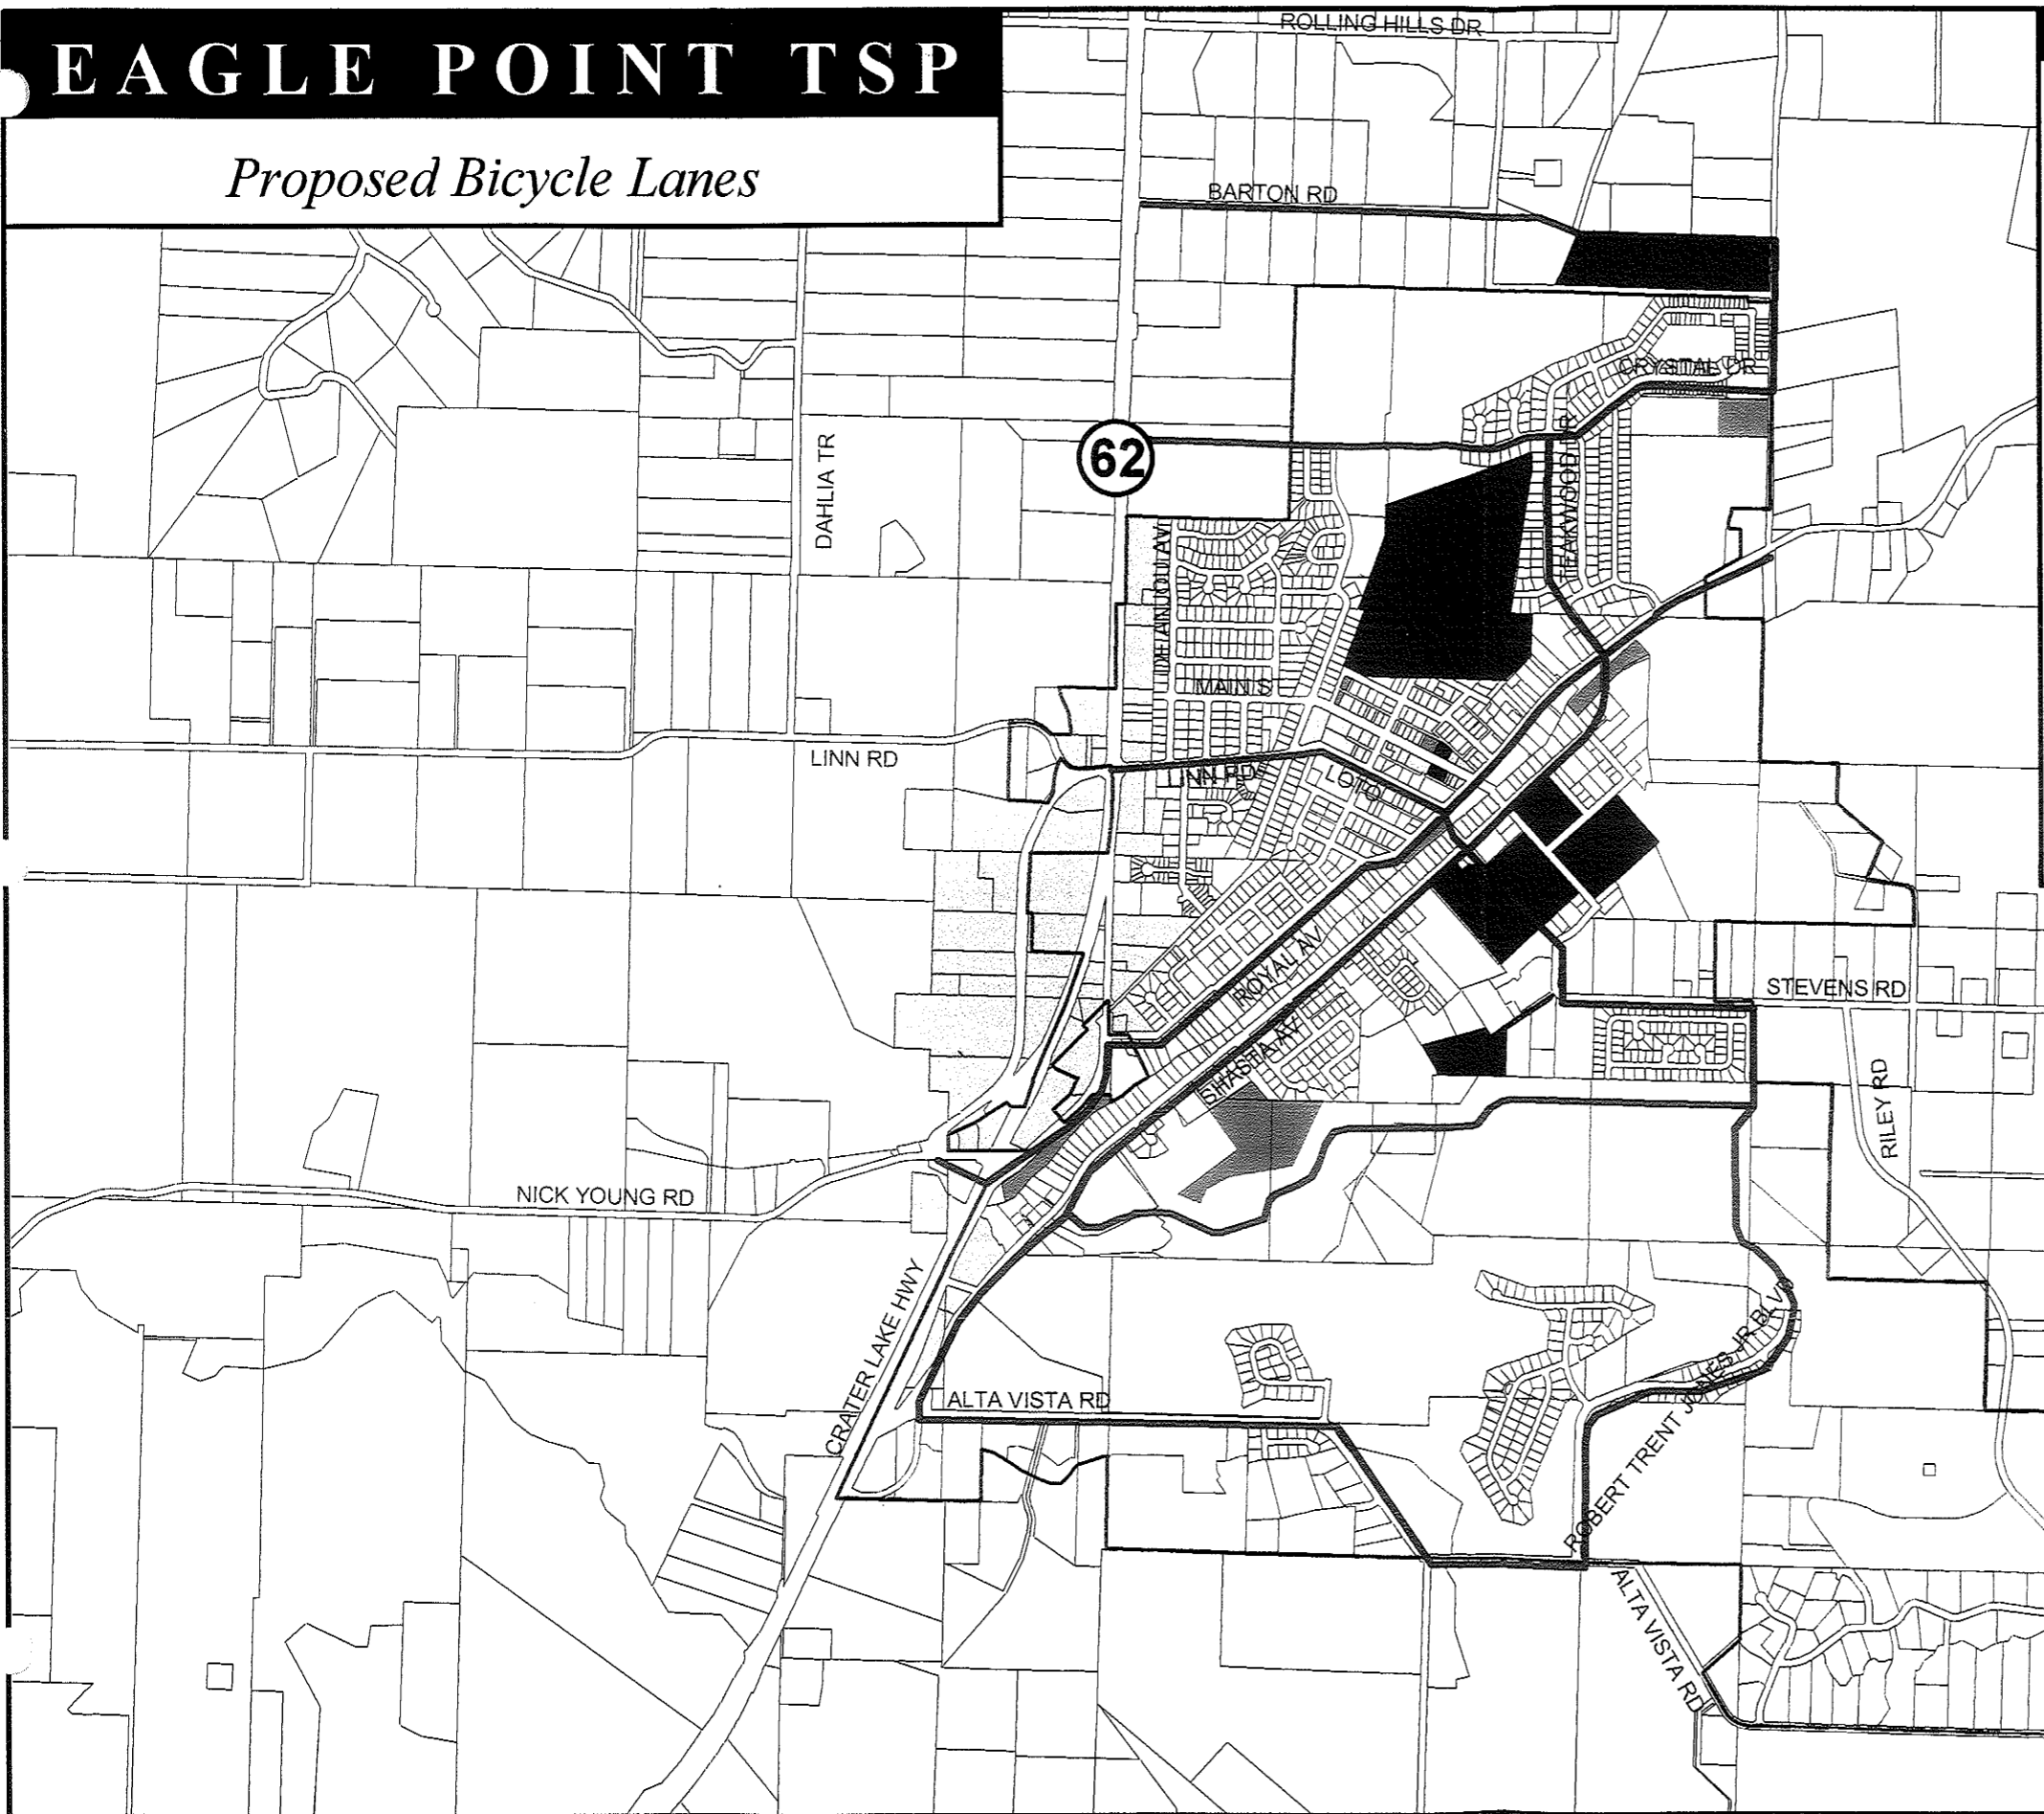 EAGLE POINT TSP
Proposed Bicycle Lanes
ROLLING HILLS DR
BARTON RD
CRYSTAL DR
62
DAHLIA TR
MAIN S
LINN RD
LINN RD
LOTO
ROYAL AV
STEVENS RD
SHASTA AV
RILEY RD
NICK YOUNG RD
CRATER LAKE HWY
ALTA VISTA RD
ROBERT TRENT JONES JR BLVD
ALTA VISTA RD